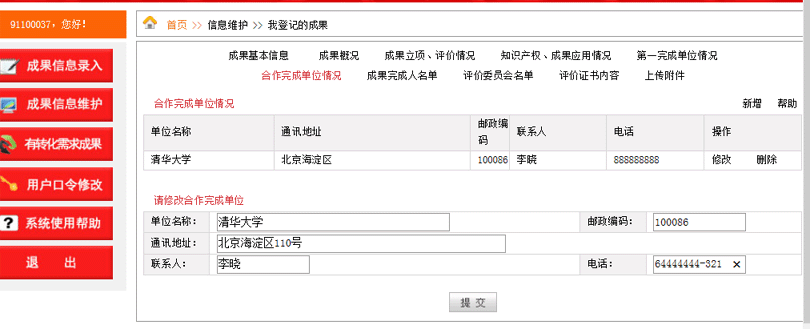 91100037，您好！
首页 >> 信息维护 >> 我登记的成果
成果信息录入
成果信息维护
有转化需求成果
用户口令修改
系统使用帮助
退 出
成果基本信息 成果概况 成果立项、评价情况 知识产权、成果应用情况 第一完成单位情况
合作完成单位情况 成果完成人名单 评价委员会名单 评价证书内容 上传附件
合作完成单位情况 新增 帮助
单位名称 通讯地址 邮政编码 联系人 电话 操作
清华大学 北京海淀区 100086 李晓 888888888 修改 删除
请修改合作完成单位
单位名称： 清华大学 邮政编码： 100086
通讯地址： 北京海淀区110号
联系人： 李晓 电话： 64444444-321 ×
提 交